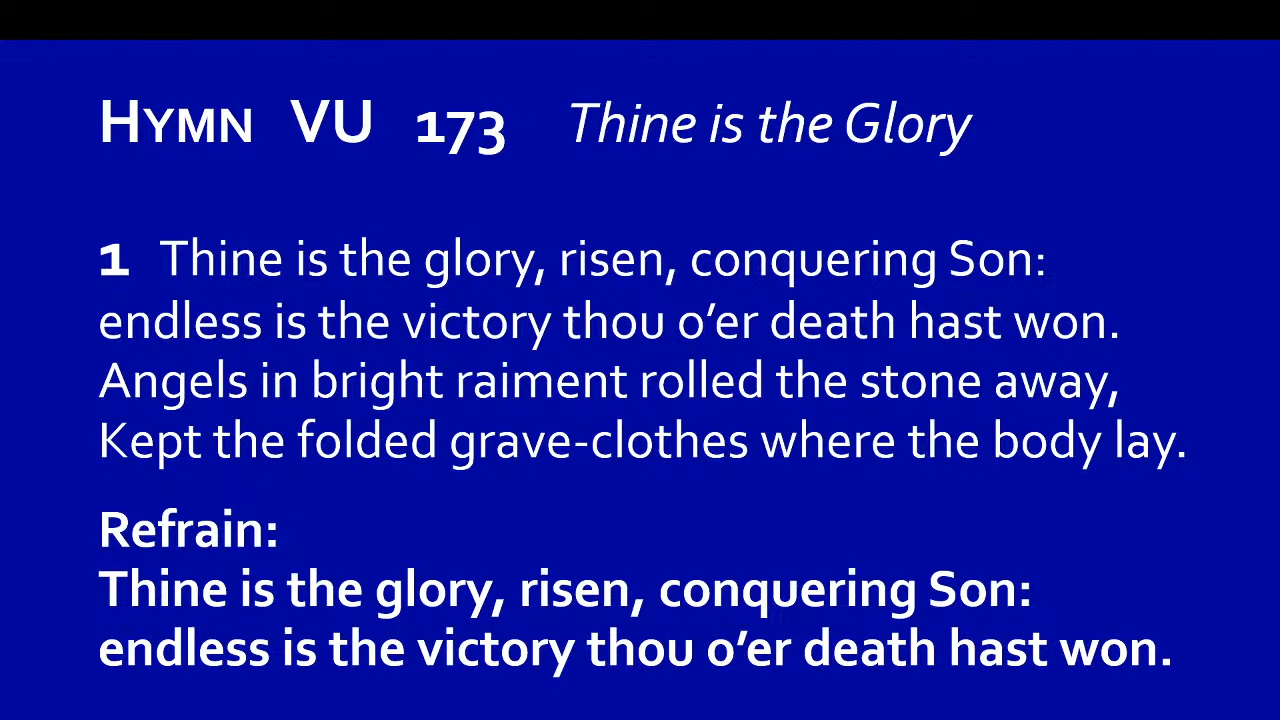 HYMN VU 173 Thine is the Glory
1 Thine is the glory, risen, conquering Son:
endless is the victory thou o’er death hast won.
Angels in bright raiment rolled the stone away,
Kept the folded grave-clothes where the body lay.
Refrain:
Thine is the glory, risen, conquering Son:
endless is the victory thou o’er death hast won.